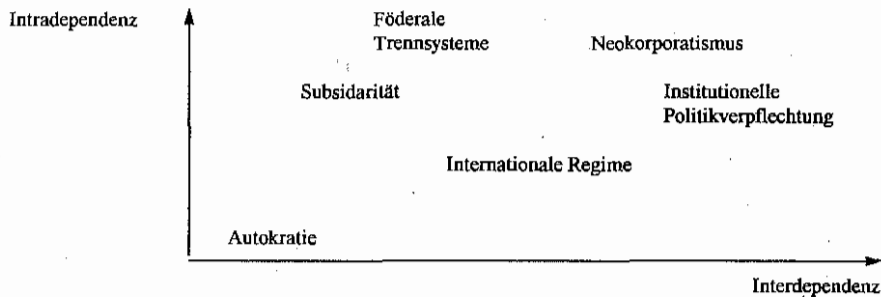 Intradependenz
Föderale
Trennsysteme
Neokorporatismus
Subsidarität
Institutionelle
Politikverpflechtung
Internationale Regime
Autokratie
Interdependenz